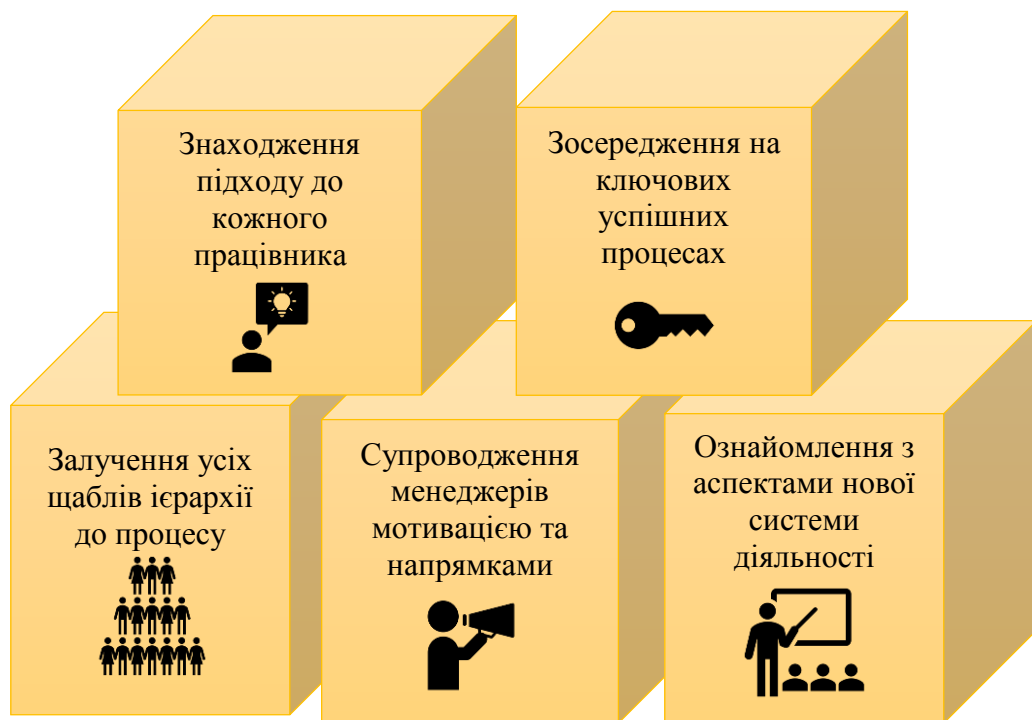 Знаходження
підходу до
кожного
працівника
Зосередження на
ключових
успішних
процесах
Залучення усіх
щаблів ієрархії
до процесу
Супроводження
менеджерів
мотивацією та
напрямками
Ознайомлення з
аспектами нової
системи
діяльності